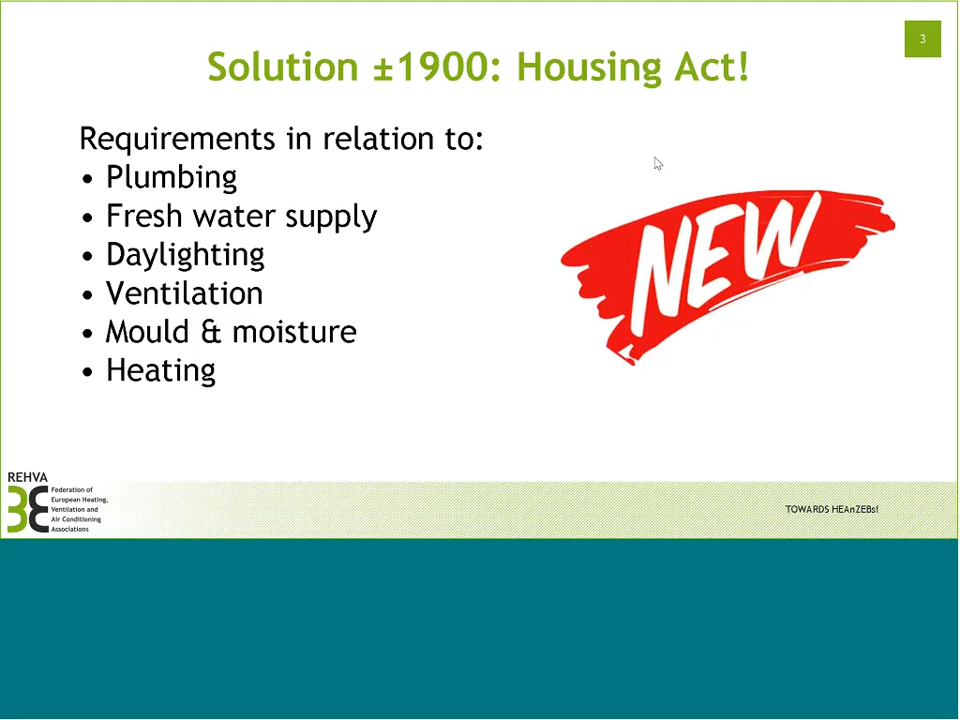 3
Solution ±1900: Housing Act!
Requirements in relation to:
• Plumbing
• Fresh water supply
• Daylighting
• Ventilation
• Mould & moisture
• Heating
NEW
REHVA
Federation of
European Heating,
Ventilation and
Air Conditioning
Associations
TOWARDS HEAnZEBs!